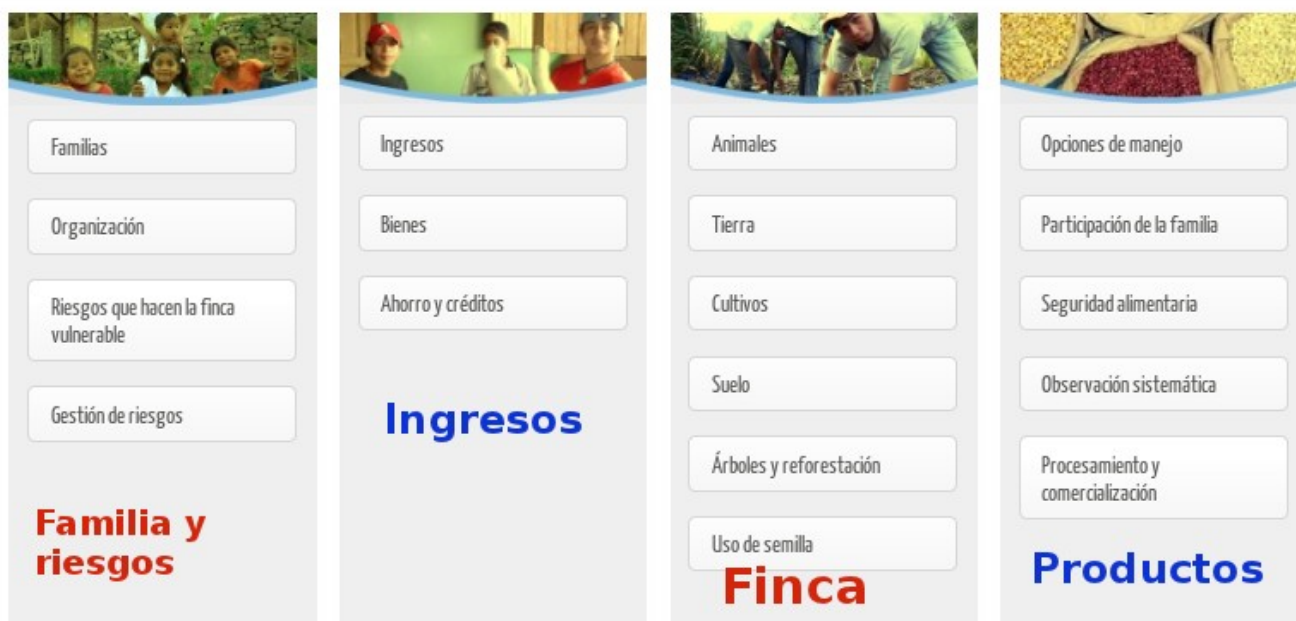 Familias
Organización
Riesgos que hacen la finca
vulnerable
Gestión de riesgos
Familia y
riesgos
Ingresos
Bienes
Ahorro y créditos
Ingresos
Animales
Tierra
Cultivos
Suelo
Árboles y reforestación
Uso de semilla
Finca
Opciones de manejo
Participación de la familia
Seguridad alimentaria
Observación sistemática
Procesamiento y
comercialización
Productos